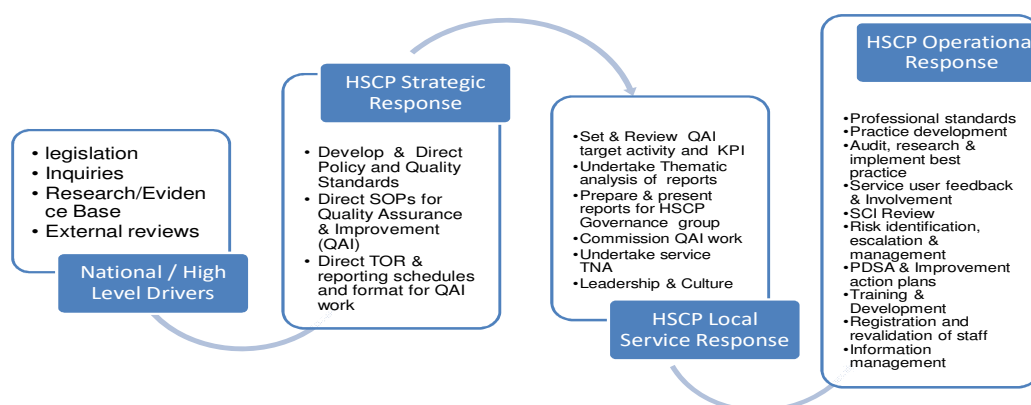 • legislation
• Inquiries
• Research/Eviden
ce Base
• External reviews
National / High
Level Drivers
HSCP Strategic
Response
• Develop & Direct
Policy and Quality
Standards
• Direct SOPs for
Quality Assurance
& Improvement
(QAI)
• Direct TOR &
reporting schedules
and format for QAI
work
•Set & Review QAI
target activity and KPI
•Undertake Thematic
analysis of reports
•Prepare & present
reports for HSCP
Governance group
•Commission QAI work
•Undertake service
TNA
•Leadership & Culture
HSCP Local
Service Response
HSCP Operational
Response
•Professional standards
•Practice development
•Audit, research &
implement best
practice
•Service user feedback
& Involvement
•SCI Review
•Risk identification,
escalation &
management
•PDSA & Improvement
action plans
•Training &
Development
•Registration and
revalidation of staff
•Information
management